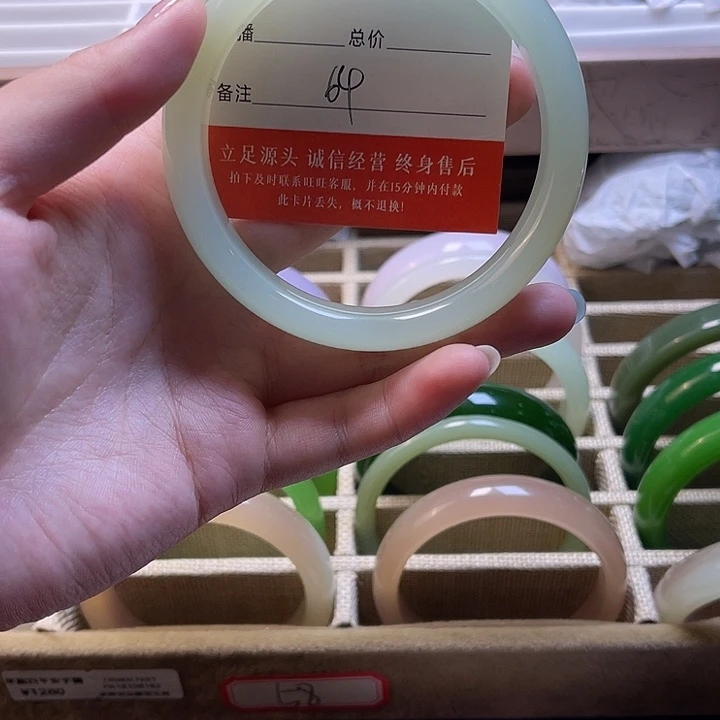 播 总价
备注 64
立足源头 诚信经营 终身售后
拍下及时联系旺旺客服，并在15分钟内付款
此卡片丢失，概不退换！
¥1280
58